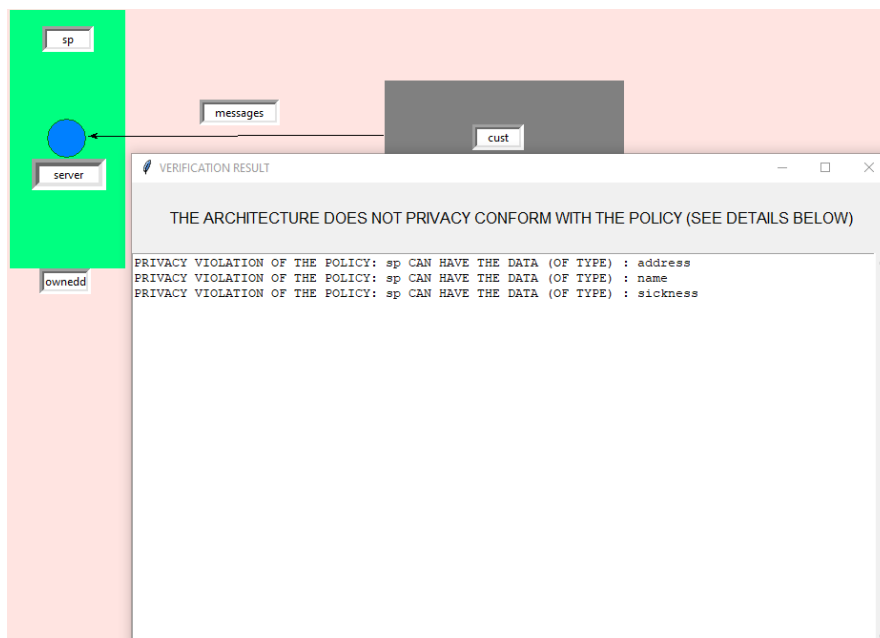 sp
messages
cust
server
VERIFICATION RESULT
THE ARCHITECTURE DOES NOT PRIVACY CONFORM WITH THE POLICY (SEE DETAILS BELOW)
PRIVACY VIOLATION OF THE POLICY: sp CAN HAVE THE DATA (OF TYPE) : address
PRIVACY VIOLATION OF THE POLICY: sp CAN HAVE THE DATA (OF TYPE) : name
PRIVACY VIOLATION OF THE POLICY: sp CAN HAVE THE DATA (OF TYPE) : sickness
ownedd